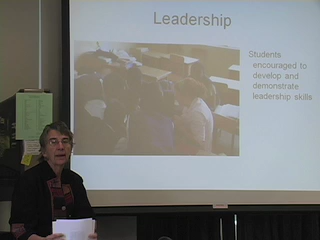 Leadership
Students
encouraged to
develop and
demonstrate
leadership skills